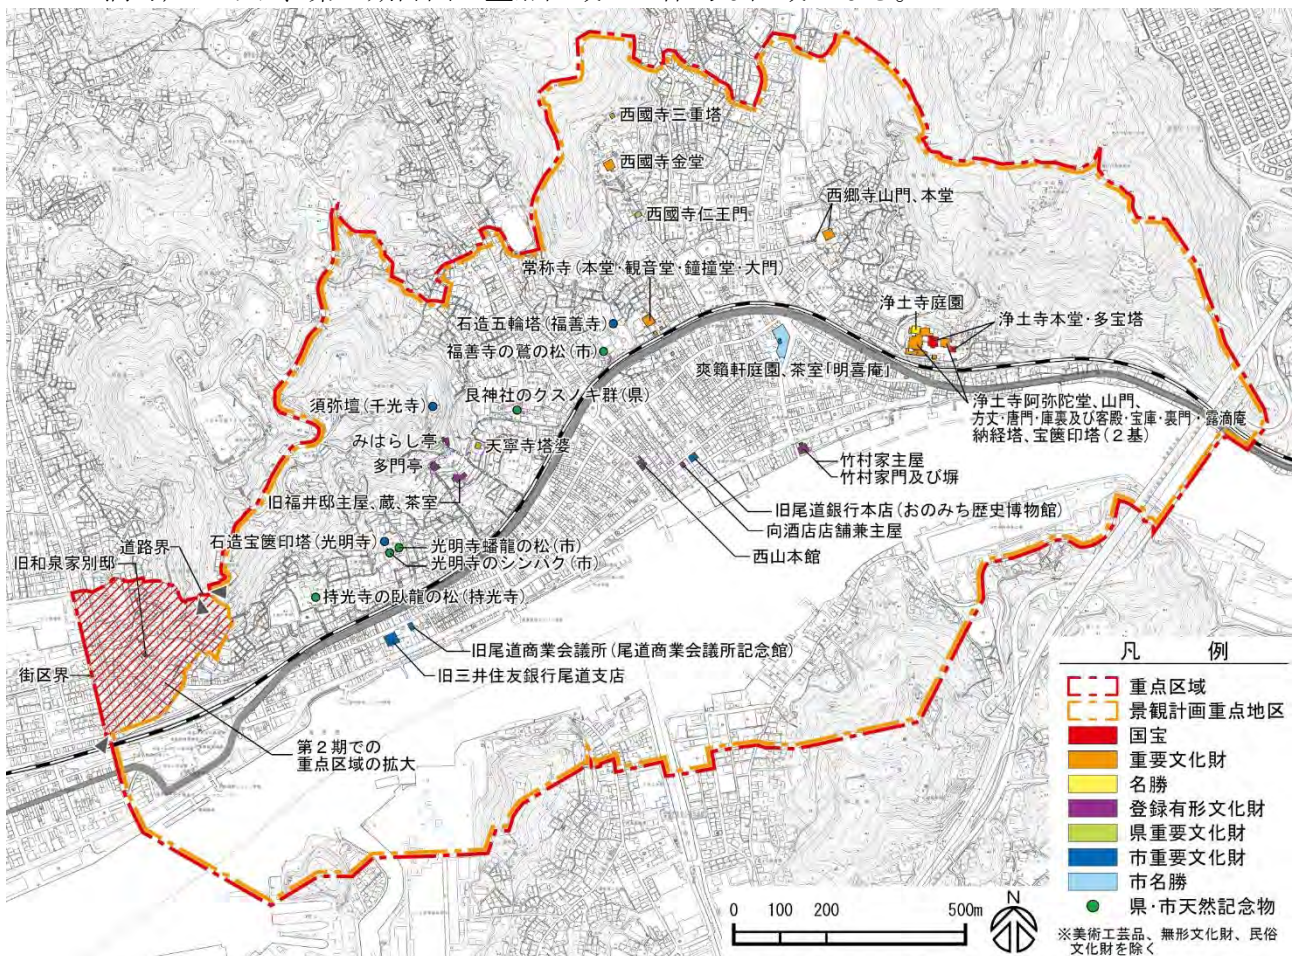 西國寺三重塔
西國寺金堂
西國寺仁王門
西郷寺山門、本堂
常称寺(本堂・観音堂・鐘撞堂・大門)
浄土寺庭園
浄土寺本堂・多宝塔
石造五輪塔(福善寺)
福善寺の鷲の松(市)
爽籟軒庭園、茶室「明喜庵」
艮神社のクスノキ群(県)
須弥壇(千光寺)
浄土寺阿弥陀堂、山門、
方丈・唐門・庫裏及び客殿・宝庫・裏門・露滴庵
納経塔、宝篋印塔(2基)
みはらし亭
天寧寺塔婆
多門亭
竹村家主屋
竹村家門及び塀
旧福井邸主屋、蔵、茶室
旧尾道銀行本店(おのみち歴史博物館)
向酒店店舗兼主屋
西山本館
石造宝篋印塔(光明寺)
光明寺蟠龍の松(市)
光明寺のシンパク(市)
道路界
旧和泉家別邸
持光寺の臥龍の松(持光寺)
旧尾道商業会議所(尾道商業会議所記念館)
旧三井住友銀行尾道支店
街区界
第2期での
重点区域の拡大
凡 例
重点区域
景観計画重点地区
国宝
重要文化財
名勝
登録有形文化財
県重要文化財
市重要文化財
市名勝
県・市天然記念物
※美術工芸品、無形文化財、民俗
文化財を除く
0 100 200 500m
N